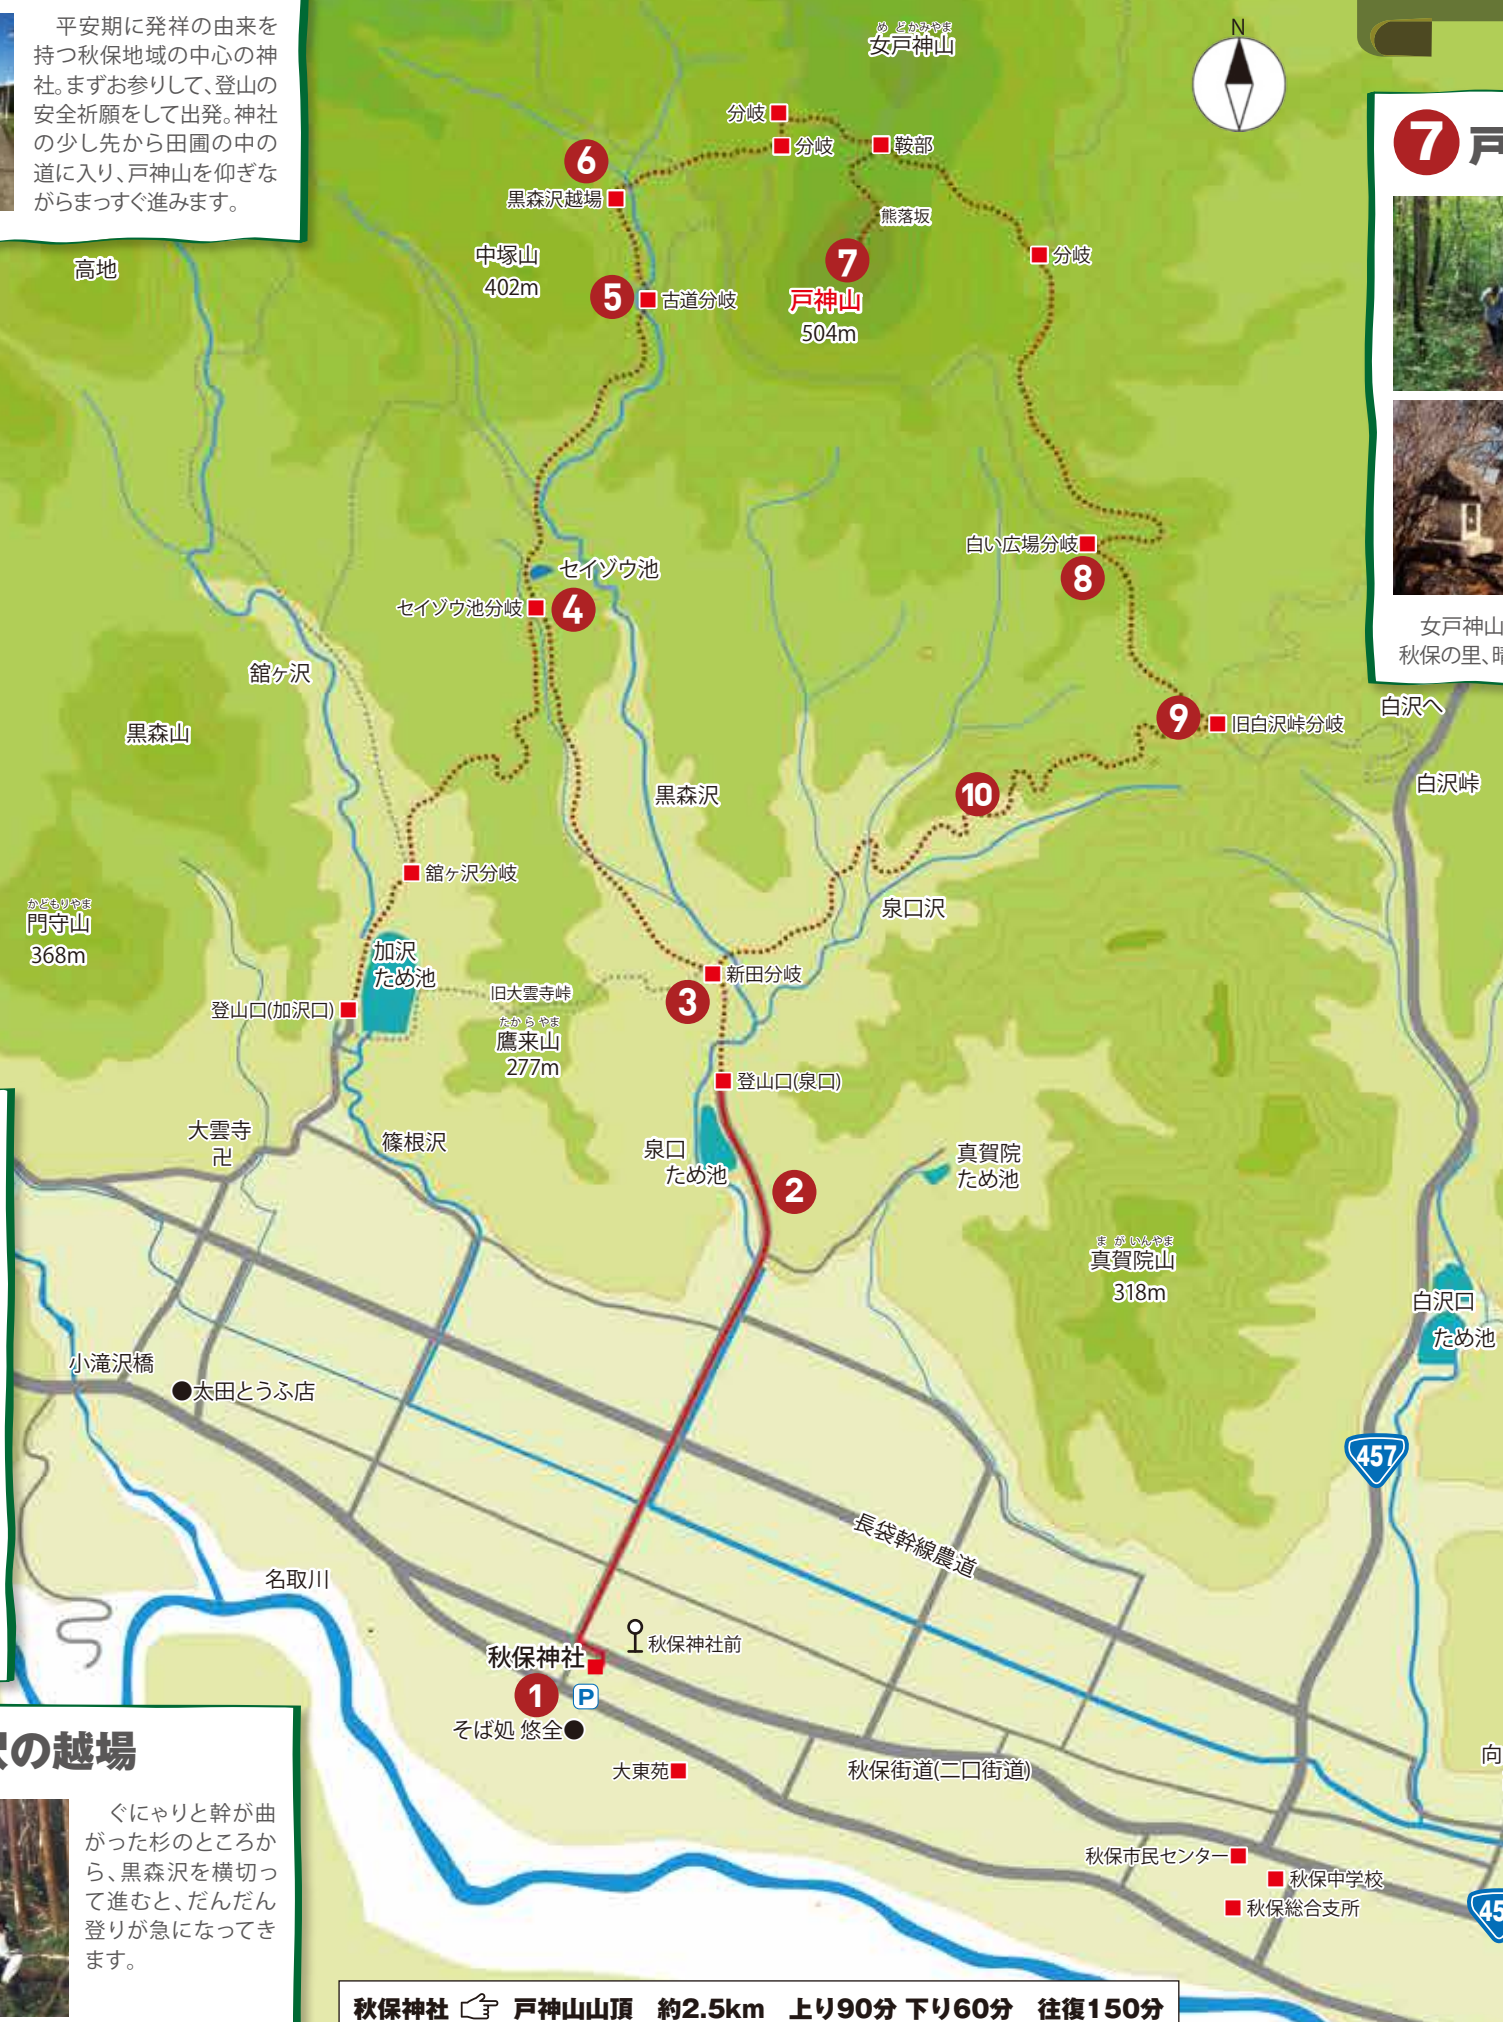 平安期に発祥の由来を
持つ秋保地域の中心の神
社。まずお参りして、登山の
安全祈願をして出発。神社
の少し先から田圃の中の
道に入り、戸神山を仰ぎな
がらまっすぐ進みます。
めどがみやま
女戸神山
N
分岐
分岐
鞍部
6
黒森沢越場
熊落坂
7 戸
中塚山
402m
5
古道分岐
7
戸神山
504m
分岐
高地
白い広場分岐
8
セイゾウ池
セイゾウ池分岐
4
女戸神山
秋保の里、晴
舘ヶ沢
黒森山
9
旧白沢峠分岐
白沢へ
白沢峠
黒森沢
10
舘ヶ沢分岐
かどもりやま
門守山
368m
泉口沢
加沢
ため池
新田分岐
3
登山口(加沢口)
旧大雲寺峠
たからやま
鷹来山
277m
登山口(泉口)
大雲寺
卍
篠根沢
泉口
ため池
2
真賀院
ため池
まがいんやま
真賀院山
318m
白沢口
ため池
小滝沢橋
太田とうふ店
457
長袋幹線農道
名取川
秋保神社
秋保神社前
1
P
そば処 悠全
大東苑
秋保街道(二口街道)
向
秋保市民センター
秋保中学校
秋保総合支所
45
沢の越場
ぐにゃりと幹が曲
がった杉のところか
ら、黒森沢を横切っ
て進むと、だんだん
登りが急になってき
ます。
秋保神社 ☞ 戸神山山頂 約2.5km 上り90分 下り60分 往復150分